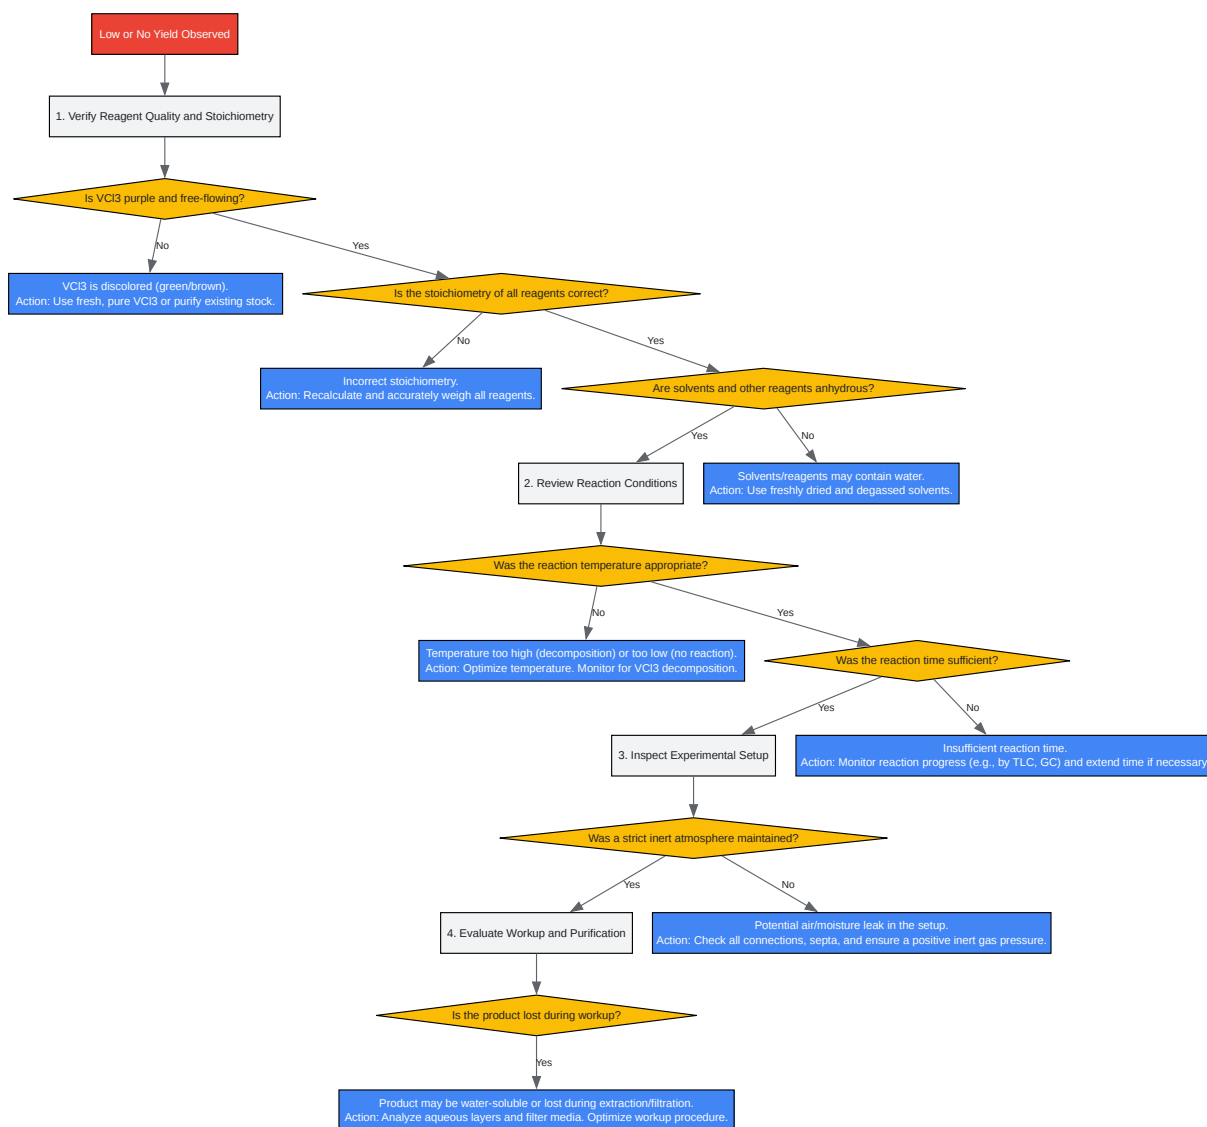 Low or No Yield Observed
1. Verify Reagent Quality and Stoichiometry
Is VCl3 purple and free-flowing?
No
Yes
VCl3 is discolored (green/brown).
Action: Use fresh, pure VCl3 or purify existing stock.
Is the stoichiometry of all reagents correct?
No
Yes
Incorrect stoichiometry.
Action: Recalculate and accurately weigh all reagents.
Are solvents and other reagents anhydrous?
Yes
No
2. Review Reaction Conditions
Solvents/reagents may contain water.
Action: Use freshly dried and degassed solvents.
Was the reaction temperature appropriate?
No
Yes
Temperature too high (decomposition) or too low (no reaction).
Action: Optimize temperature. Monitor for VCl3 decomposition.
Was the reaction time sufficient?
Yes
No
3. Inspect Experimental Setup
Insufficient reaction time.
Action: Monitor reaction progress (e.g., by TLC, GC) and extend time if necessary
Was a strict inert atmosphere maintained?
Yes
No
4. Evaluate Workup and Purification
Potential air/moisture leak in the setup.
Action: Check all connections, septa, and ensure a positive inert gas pressure.
Is the product lost during workup?
Yes
Product may be water-soluble or lost during extraction/filtration.
Action: Analyze aqueous layers and filter media. Optimize workup procedure.